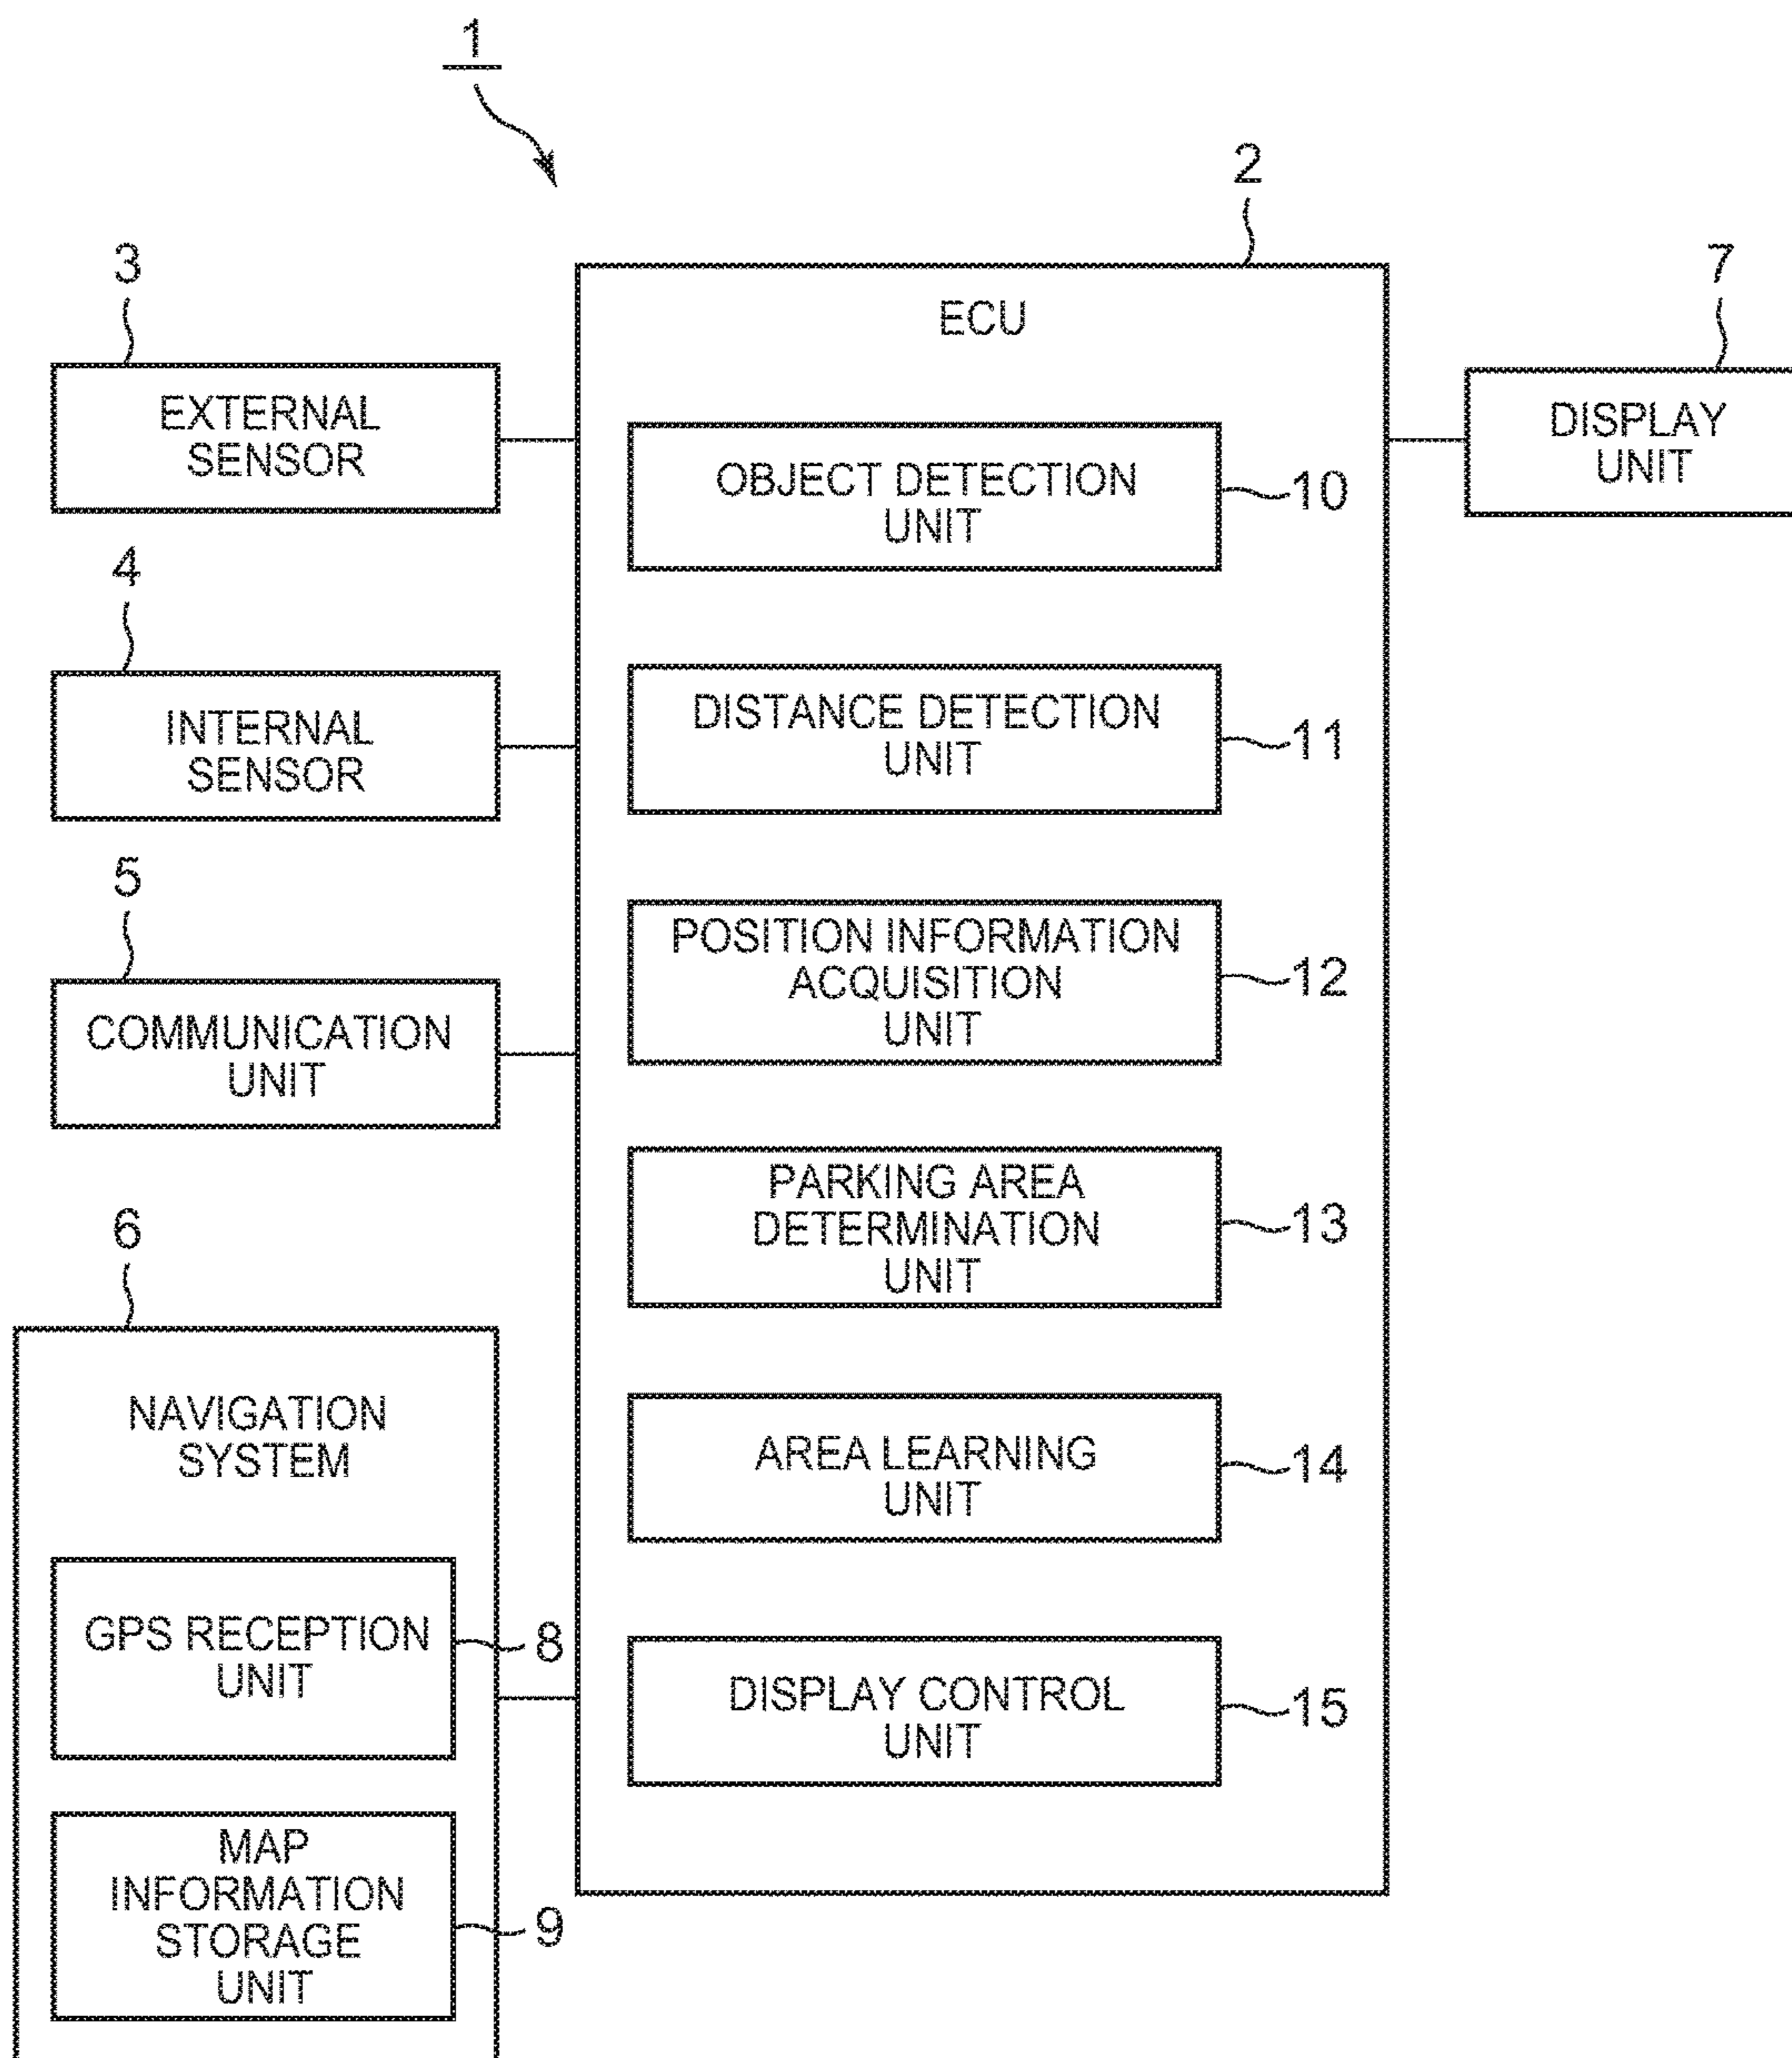 1
2
ECU
3
EXTERNAL
SENSOR
4
INTERNAL
SENSOR
5
COMMUNICATION
UNIT
6
NAVIGATION
SYSTEM
GPS RECEPTION
UNIT
8
MAP
INFORMATION
STORAGE
UNIT
9
OBJECT DETECTION
UNIT
10
DISTANCE DETECTION
UNIT
11
POSITION INFORMATION
ACQUISITION
UNIT
12
PARKING AREA
DETERMINATION
UNIT
13
AREA LEARNING
UNIT
14
DISPLAY CONTROL
UNIT
15
7
DISPLAY
UNIT